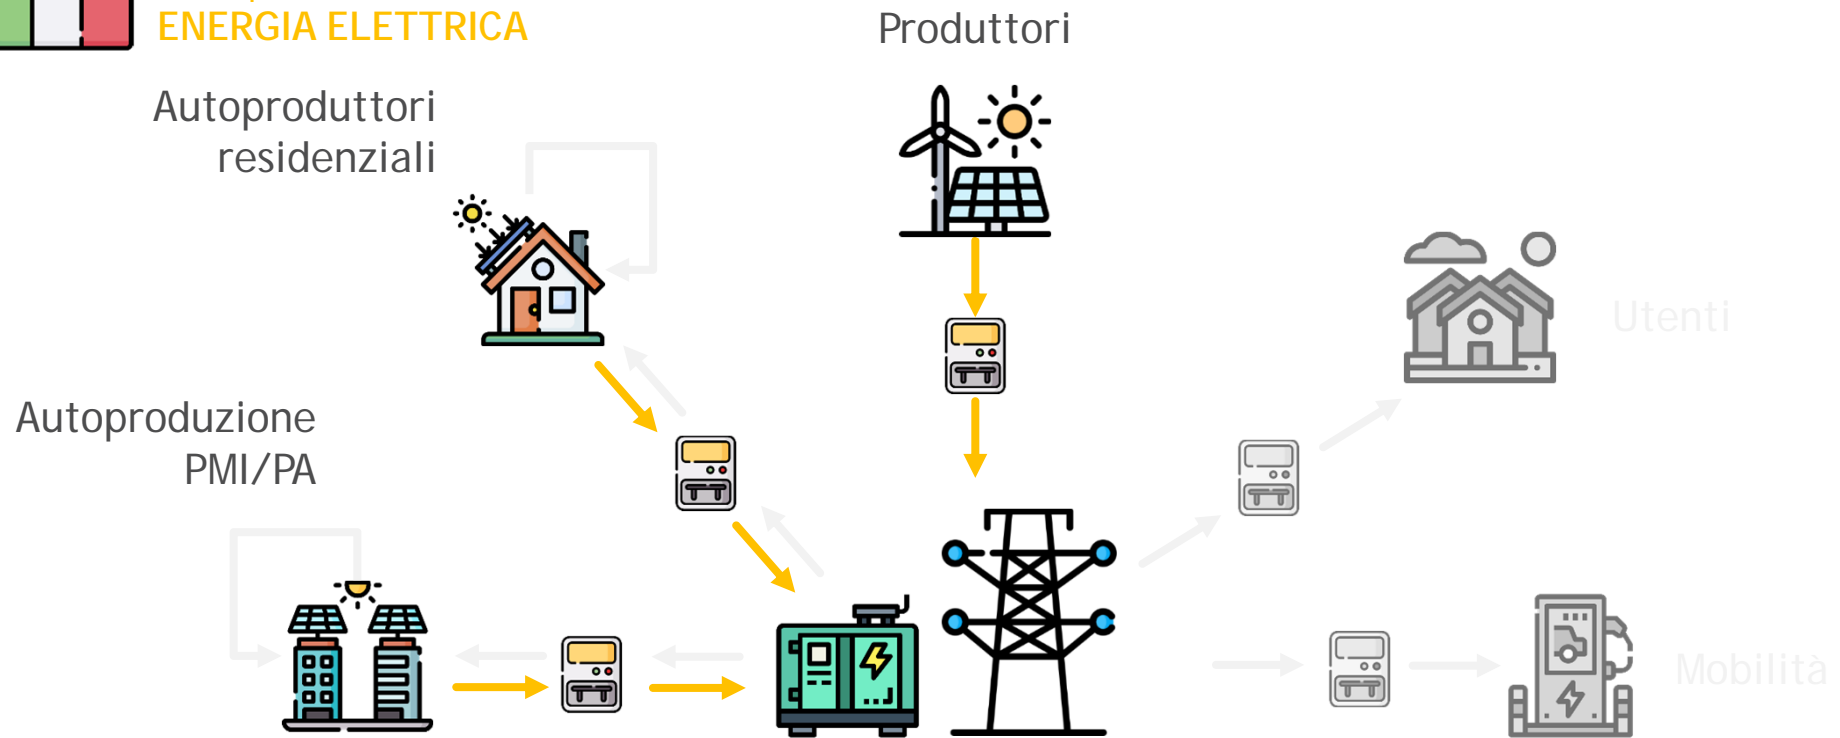 ENERGIA ELETTRICA
Produttori
Autoproduttori
residenziali
Utenti
Autoproduzione
PMI/PA
Mobilità